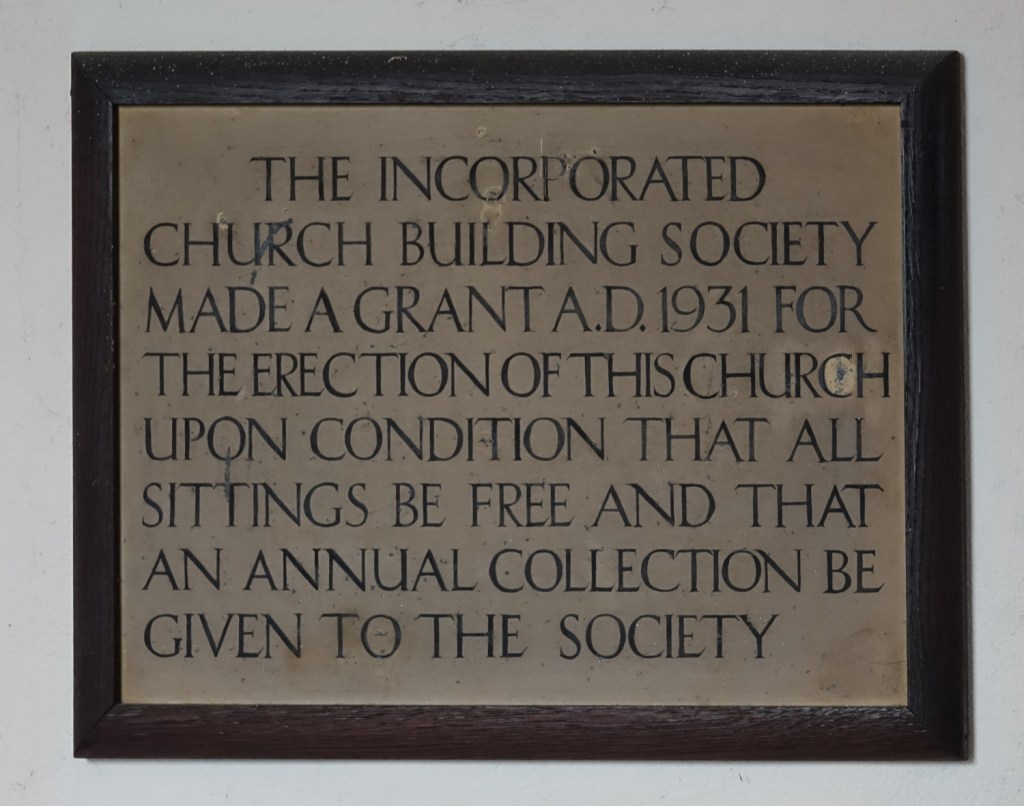 THE INCORPORATED
CHURCH BUILDING SOCIETY
MADE A GRANT A.D. 1931 FOR
THE ERECTION OF THIS CHURCH
UPON CONDITION THAT ALL
SITTINGS BE FREE AND THAT
AN ANNUAL COLLECTION BE
GIVEN TO THE SOCIETY